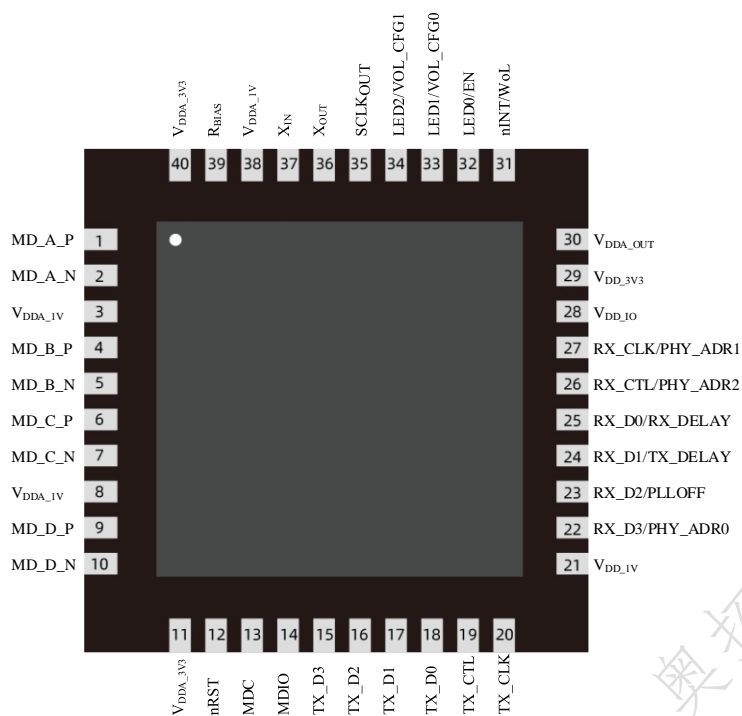 VDDA_3V3
RBIAS
VDDA_1V
XIN
XOUT
SCLKOUT
LED2/VOL_CFG1
LED1/VOL_CFG0
LED0/EN
nINT/WoL
40 39 38 37 36 35 34 33 32 31
MD_A_P 1
MD_A_N 2
VDDA_1V 3
MD_B_P 4
MD_B_N 5
MD_C_P 6
MD_C_N 7
VDDA_1V 8
MD_D_P 9
MD_D_N 10
30 VDDA_OUT
29 VDD_3V3
28 VDD_IO
27 RX_CLK/PHY_ADR1
26 RX_CTL/PHY_ADR2
25 RX_D0/RX_DELAY
24 RX_D1/TX_DELAY
23 RX_D2/PLLOFF
22 RX_D3/PHY_ADR0
21 VDD_1V
11 12 13 14 15 16 17 18 19 20
VDDA_3V3
nRST
MDC
MDIO
TX_D3
TX_D2
TX_D1
TX_D0
TX_CTL
TX_CLK
奥